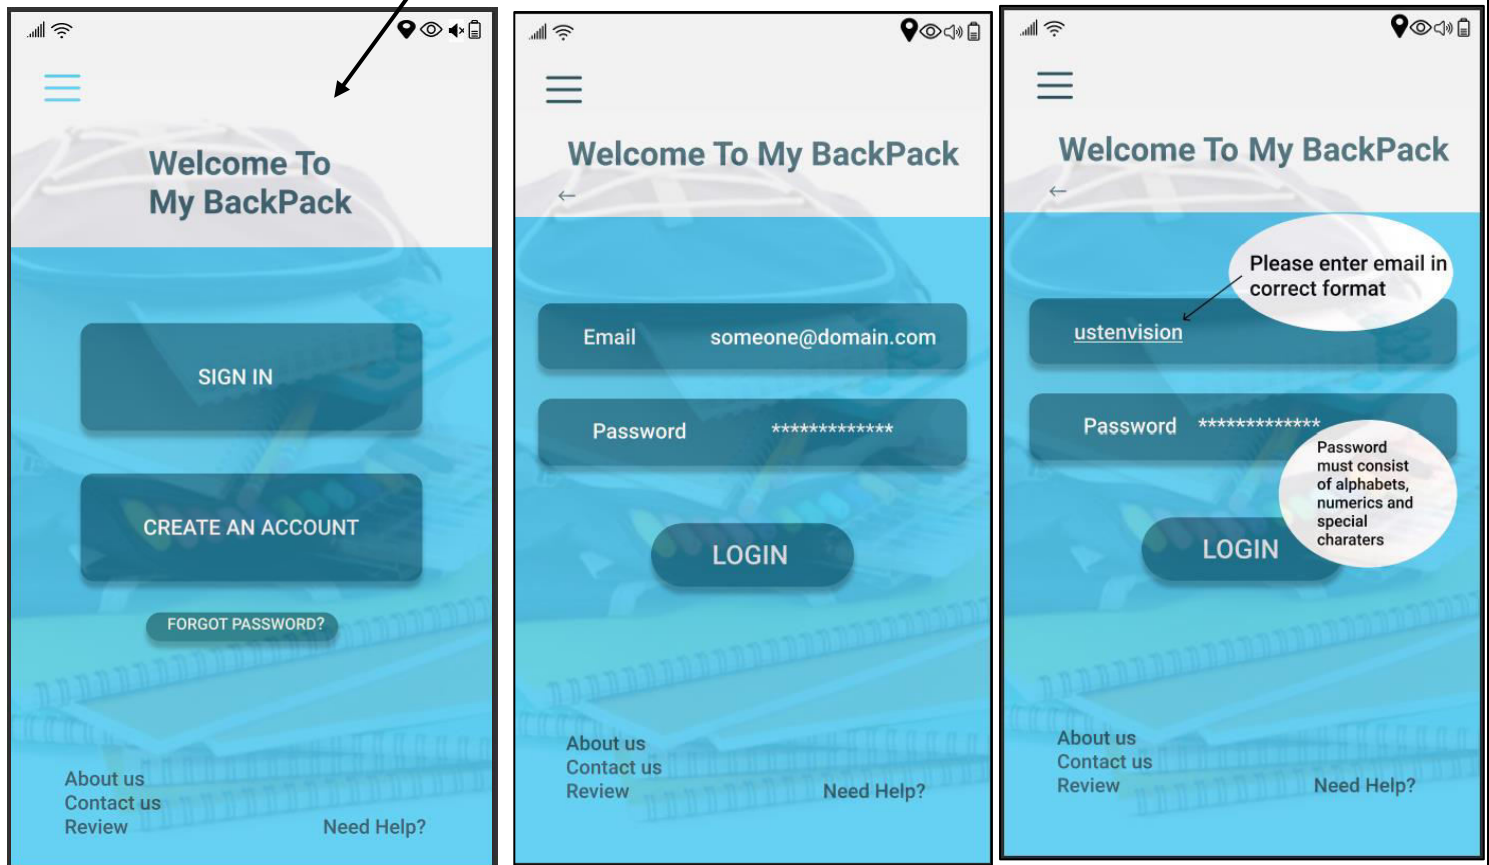 Welcome To
My BackPack
SIGN IN
CREATE AN ACCOUNT
FORGOT PASSWORD?
About us
Contact us
Review
Need Help?
Welcome To My BackPack
←
Email someone@domain.com
Password *************
LOGIN
About us
Contact us
Review
Need Help?
Welcome To My BackPack
←
Please enter email in
correct format
ustenvision
Password *************
Password
must consist
of alphabets,
numerics and
special
charaters
LOGIN
About us
Contact us
Review
Need Help?